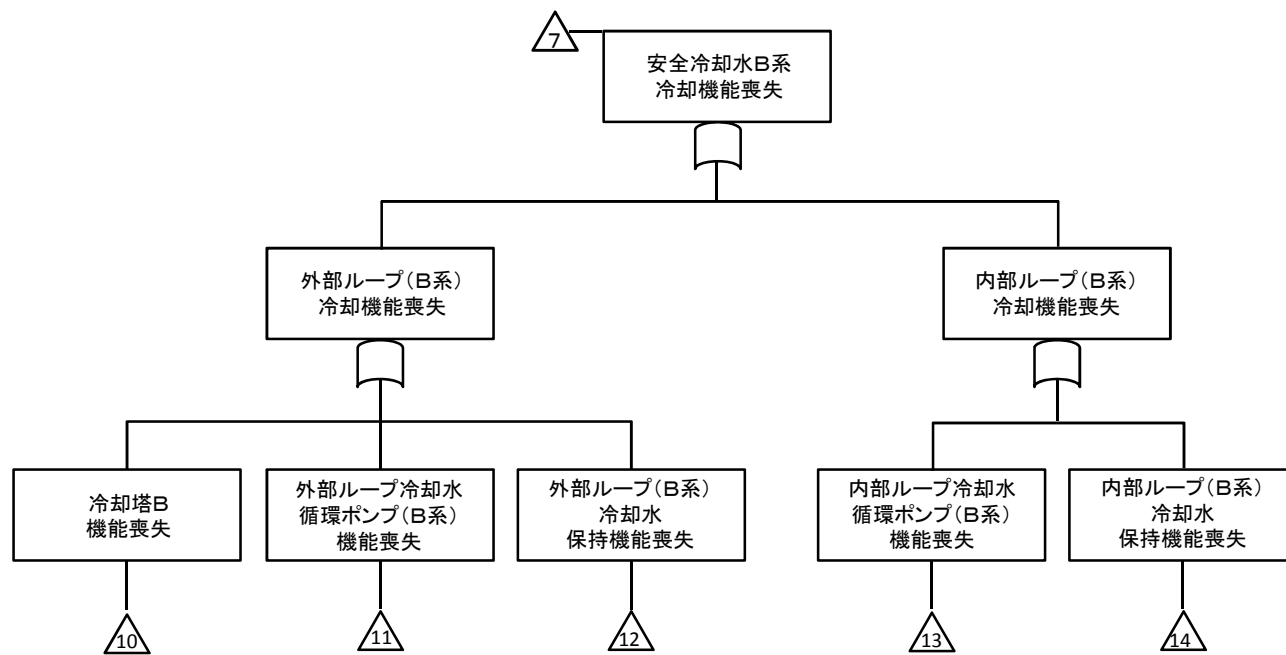 7
安全冷却水B系
冷却機能喪失
外部ループ(B系)
冷却機能喪失
内部ループ(B系)
冷却機能喪失
冷却塔B
機能喪失
外部ループ冷却水
循環ポンプ(B系)
機能喪失
外部ループ(B系)
冷却水
保持機能喪失
内部ループ冷却水
循環ポンプ(B系)
機能喪失
内部ループ(B系)
冷却水
保持機能喪失
10
11
12
13
14